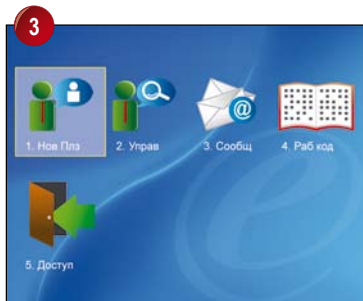 3
1. Нов Плз
2. Управ
3. Сообщ
4. Раб код
5. Доступ